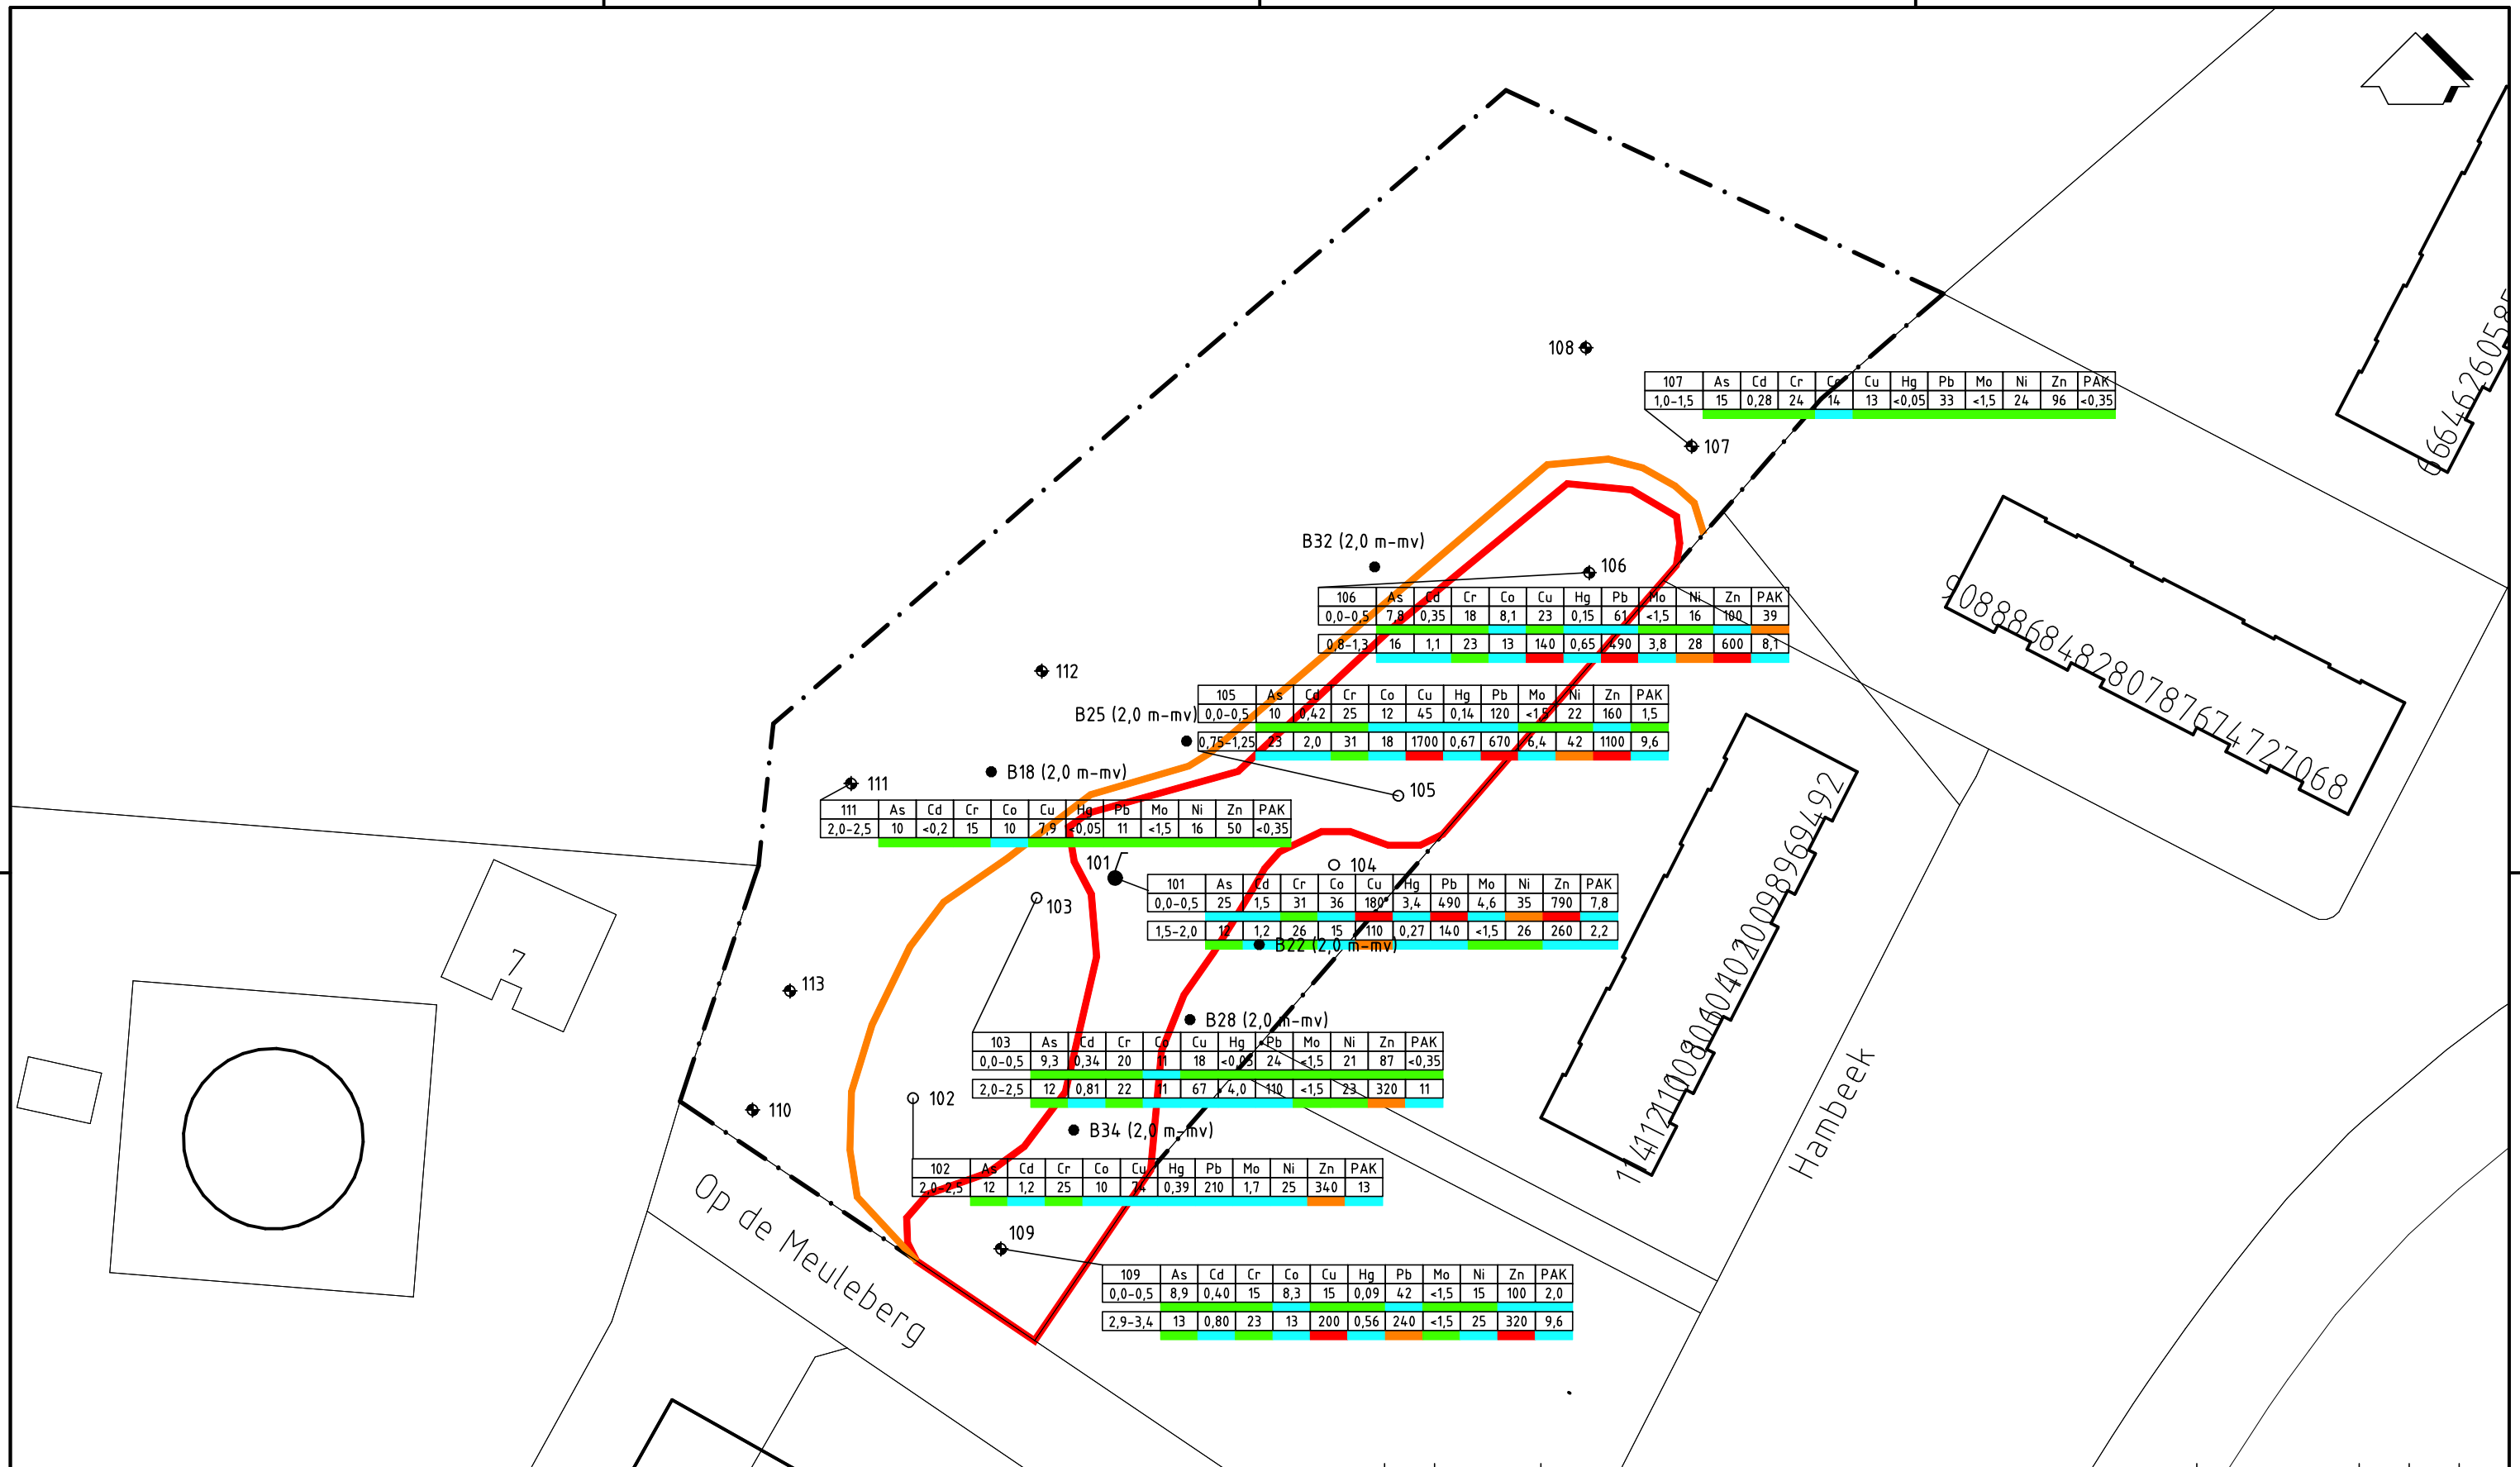 108
107 As Cd Cr Co Cu Hg Pb Mo Ni Zn PAK
1,0-1,5 15 0,28 24 14 13 <0,05 33 <1,5 24 96 <0,35
107
B32 (2,0 m-mv)
106
106 As Cd Cr Co Cu Hg Pb Mo Ni Zn PAK
0,0-0,5 7,8 0,35 18 8,1 23 0,15 61 <1,5 16 100 39
0,8-1,3 16 1,1 23 13 140 0,65 490 3,8 28 600 8,1
112
B25 (2,0 m-mv)
105 As Cd Cr Co Cu Hg Pb Mo Ni Zn PAK
0,0-0,5 10 0,42 25 12 45 0,14 120 <1,5 22 160 1,5
0,75-1,25 23 2,0 31 18 1700 0,67 670 6,4 42 1100 9,6
B18 (2,0 m-mv)
111
105
111 As Cd Cr Co Cu Hg Pb Mo Ni Zn PAK
2,0-2,5 10 <0,2 15 10 7,9 <0,05 11 <1,5 16 50 <0,35
101
104
103
101 As Cd Cr Co Cu Hg Pb Mo Ni Zn PAK
0,0-0,5 25 1,5 31 36 180 3,4 490 4,6 35 790 7,8
1,5-2,0 12 1,2 26 15 110 0,27 140 <1,5 26 260 2,2
B22 (2,0 m-mv)
7
113
B28 (2,0 m-mv)
103 As Cd Cr Co Cu Hg Pb Mo Ni Zn PAK
0,0-0,5 9,3 0,34 20 11 18 <0,05 24 <1,5 21 87 <0,35
2,0-2,5 12 0,81 22 11 67 4,0 110 <1,5 23 320 11
102
110
B34 (2,0 m-mv)
102 As Cd Cr Co Cu Hg Pb Mo Ni Zn PAK
2,0-2,5 12 1,2 25 10 74 0,39 210 1,7 25 340 13
109
109 As Cd Cr Co Cu Hg Pb Mo Ni Zn PAK
0,0-0,5 8,9 0,40 15 8,3 15 0,09 42 <1,5 15 100 2,0
2,9-3,4 13 0,80 23 13 200 0,56 240 <1,5 25 320 9,6
Op de Meuleberg
Hambeek
908886848280787674727068